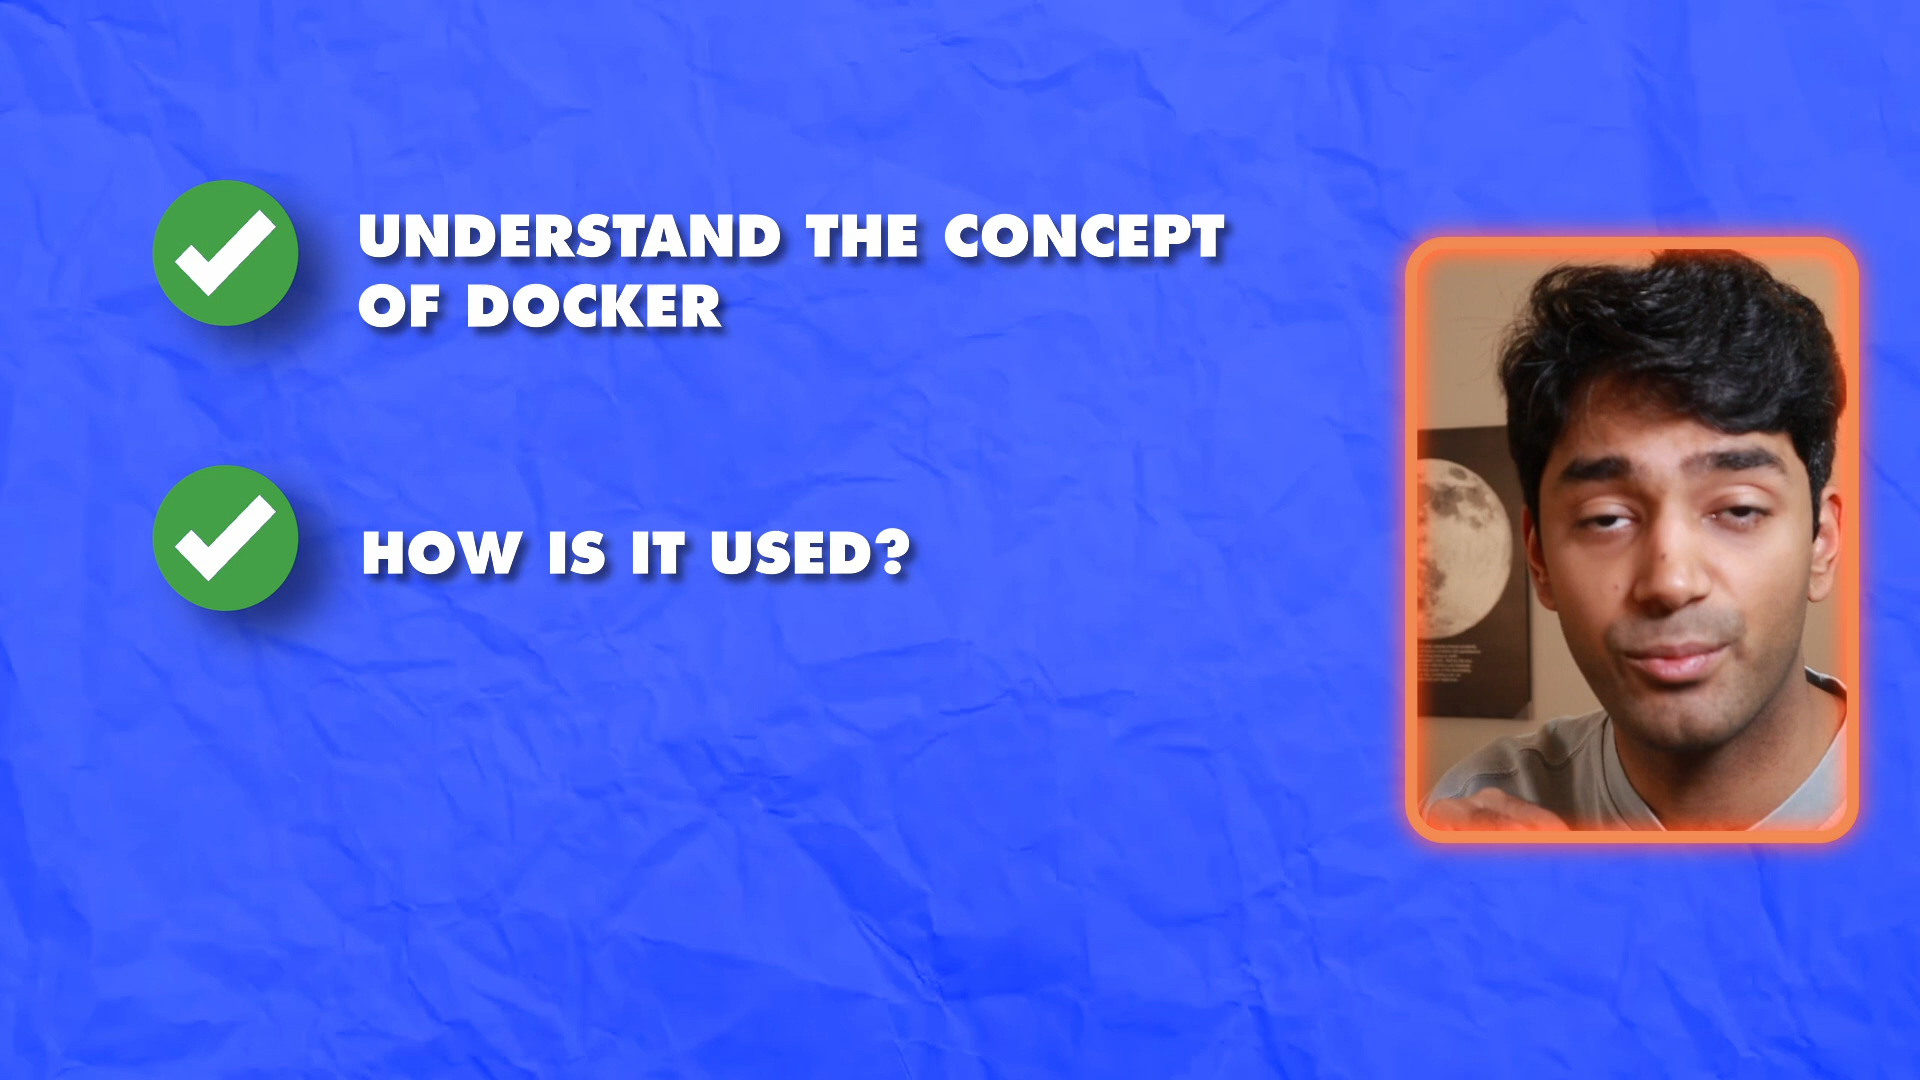 UNDERSTAND THE CONCEPT
OF DOCKER
HOW IS IT USED?